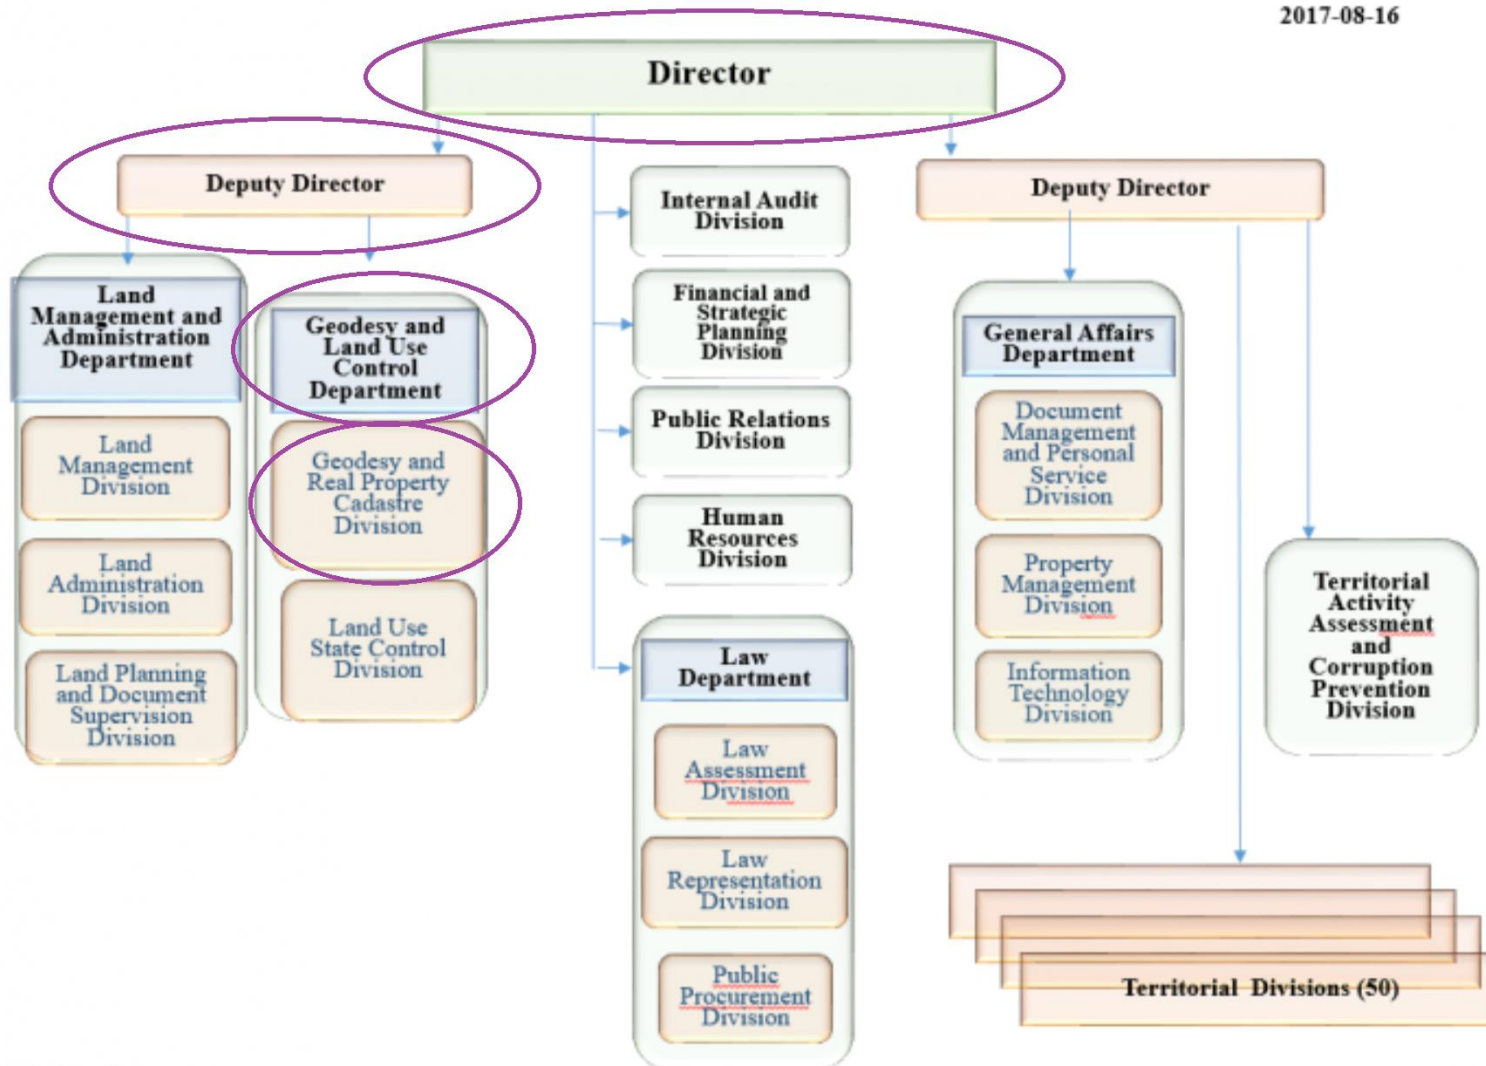 2017-08-16
Director
Deputy Director
Land
Management and
Administration
Department
Land
Management
Division
Land
Administration
Division
Land Planning
and Document
Supervision
Division
Geodesy and
Land Use
Control
Department
Geodesy and
Real Property
Cadastre
Division
Land Use
State Control
Division
Internal Audit
Division
Financial and
Strategic
Planning
Division
Public Relations
Division
Human
Resources
Division
Law
Department
Law
Assessment
Division
Law
Representation
Division
Public
Procurement
Division
Deputy Director
General Affairs
Department
Document
Management
and Personal
Service
Division
Property
Management
Division
Information
Technology
Division
Territorial
Activity
Assessment
and
Corruption
Prevention
Division
Territorial Divisions (50)